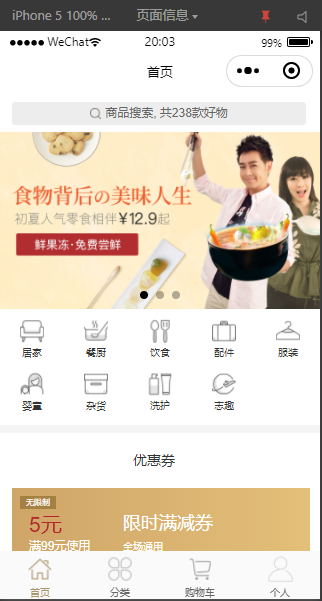 iPhone 5 100% ... 页面信息
WeChat 20:03 99%
首页
商品搜索, 共238款好物
食物背后的美味人生
初夏人气零食相伴¥12.9起
鲜果冻·免费尝鲜
居家 餐厨 饮食 配件 服装
婴童 杂货 洗护 志趣
优惠券
无限制
5元 限时满减券
满99元使用 全场通用
首页 分类 购物车 个人